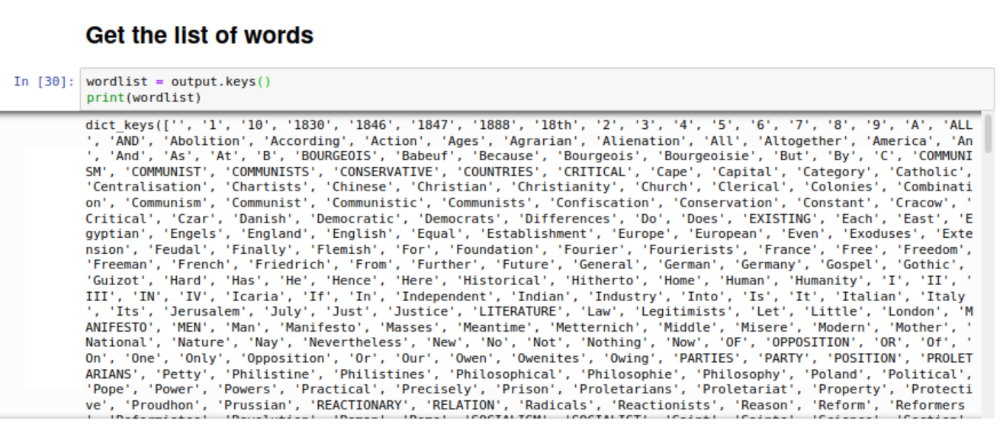 Get the list of words
In [30]: wordlist = output.keys()
print(wordlist)
dict_keys(['', '1', '10', '1830', '1846', '1847', '1888', '18th', '2', '3', '4', '5', '6', '7', '8', '9', 'A', 'ALL
', 'AND', 'Abolition', 'According', 'Action', 'Ages', 'Agrarian', 'Alienation', 'All', 'Altogether', 'America', 'An
', 'And', 'As', 'At', 'B', 'BOURGEOIS', 'Babeuf', 'Because', 'Bourgeois', 'Bourgeoisie', 'But', 'By', 'C', 'COMMUNI
SM', 'COMMUNIST', 'COMMUNISTS', 'CONSERVATIVE', 'COUNTRIES', 'CRITICAL', 'Cape', 'Capital', 'Category', 'Catholic',
'Centralisation', 'Chartists', 'Chinese', 'Christian', 'Christianity', 'Church', 'Clerical', 'Colonies', 'Combinati
on', 'Communism', 'Communist', 'Communistic', 'Communists', 'Confiscation', 'Conservation', 'Constant', 'Cracow', '
Critical', 'Czar', 'Danish', 'Democratic', 'Democrats', 'Differences', 'Do', 'Does', 'EXISTING', 'Each', 'East', 'E
gyptian', 'Engels', 'England', 'English', 'Equal', 'Establishment', 'Europe', 'European', 'Even', 'Exoduses', 'Exte
nsion', 'Feudal', 'Finally', 'Flemish', 'For', 'Foundation', 'Fourier', 'Fourierists', 'France', 'Free', 'Freedom',
'Freeman', 'French', 'Friedrich', 'From', 'Further', 'Future', 'General', 'German', 'Germany', 'Gospel', 'Gothic',
'Guizot', 'Hard', 'Has', 'He', 'Hence', 'Here', 'Historical', 'Hitherto', 'Home', 'Human', 'Humanity', 'I', 'II', '
III', 'IN', 'IV', 'Icaria', 'If', 'In', 'Independent', 'Indian', 'Industry', 'Into', 'Is', 'It', 'Italian', 'Italy
', 'Its', 'Jerusalem', 'July', 'Just', 'Justice', 'LITERATURE', 'Law', 'Legitimists', 'Let', 'Little', 'London', 'M
ANIFESTO', 'MEN', 'Man', 'Manifesto', 'Masses', 'Meantime', 'Metternich', 'Middle', 'Misere', 'Modern', 'Mother', '
National', 'Nature', 'Nay', 'Nevertheless', 'New', 'No', 'Not', 'Nothing', 'Now', 'OF', 'OPPOSITION', 'OR', 'Of', '
On', 'One', 'Only', 'Opposition', 'Or', 'Our', 'Owen', 'Owenites', 'Owing', 'PARTIES', 'PARTY', 'POSITION', 'PROLET
ARIANS', 'Petty', 'Philistine', 'Philistines', 'Philosophical', 'Philosophie', 'Philosophy', 'Poland', 'Political',
'Pope', 'Power', 'Powers', 'Practical', 'Precisely', 'Prison', 'Proletarians', 'Proletariat', 'Property', 'Protecti
ve', 'Proudhon', 'Prussian', 'REACTIONARY', 'RELATION', 'Radicals', 'Reactionists', 'Reason', 'Reform', 'Reformers